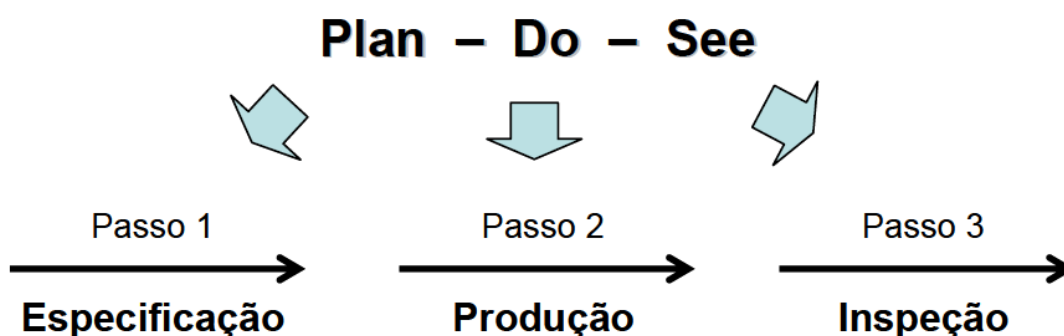 Plan – Do – See
Passo 1 Passo 2 Passo 3
Especificação Produção Inspeção